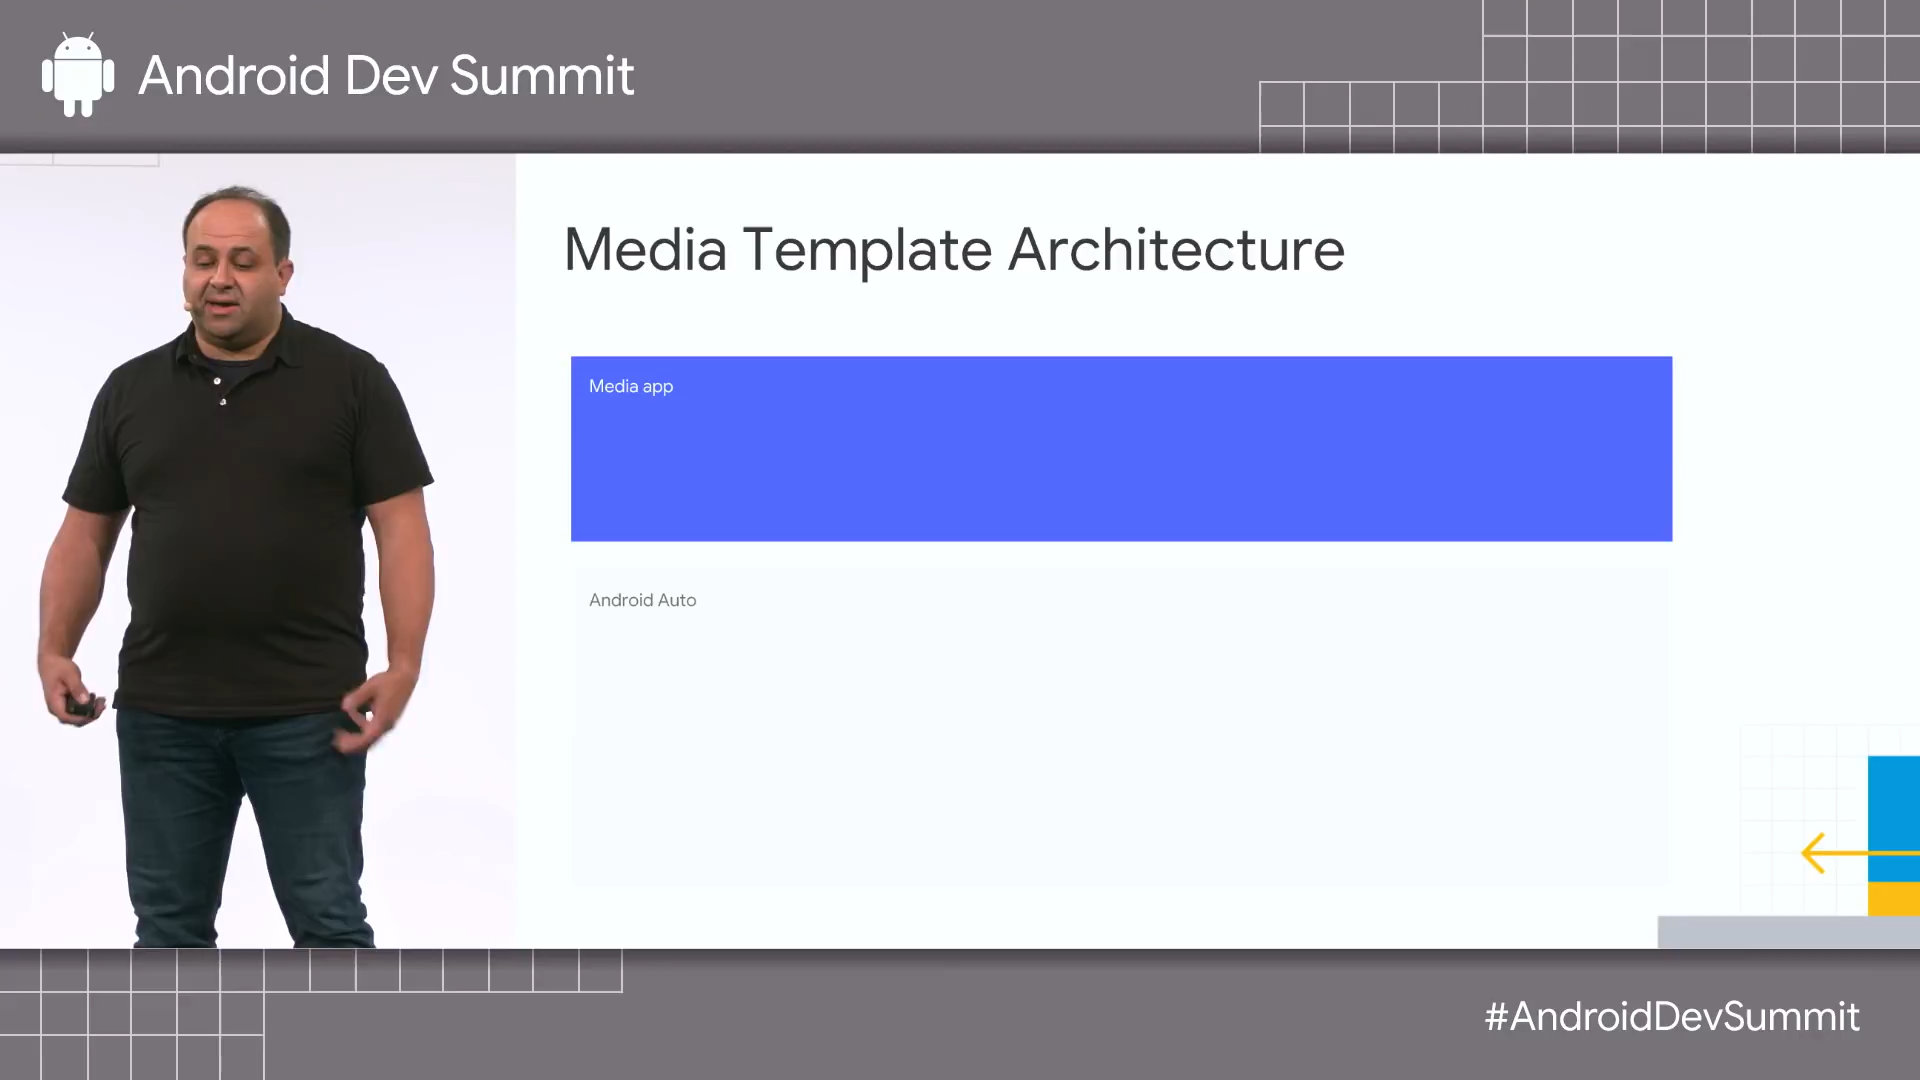 Android Dev Summit
Media Template Architecture
Media app
Android Auto
#AndroidDevSummit